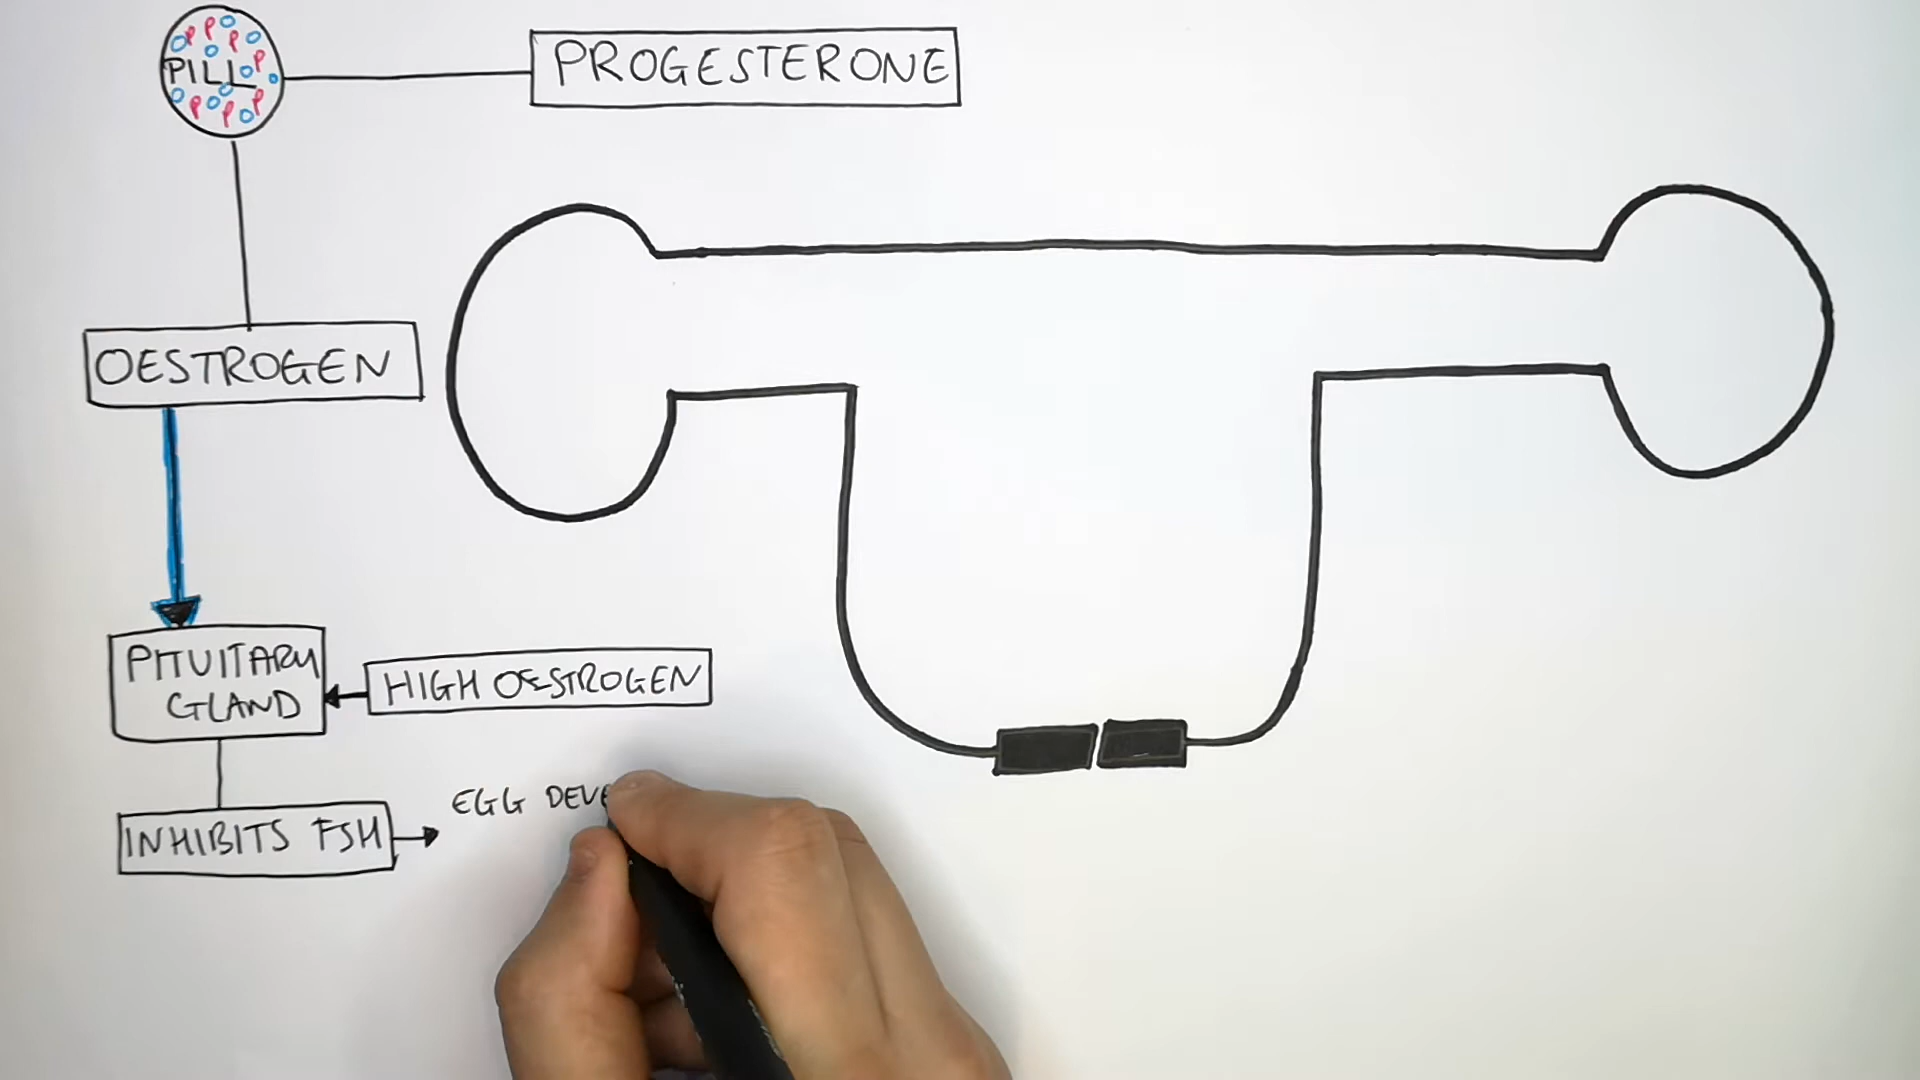 PILL
PROGESTERONE
OESTROGEN
PITUITARY
GLAND
HIGH OESTROGEN
INHIBITS FSH
EGG DEVE